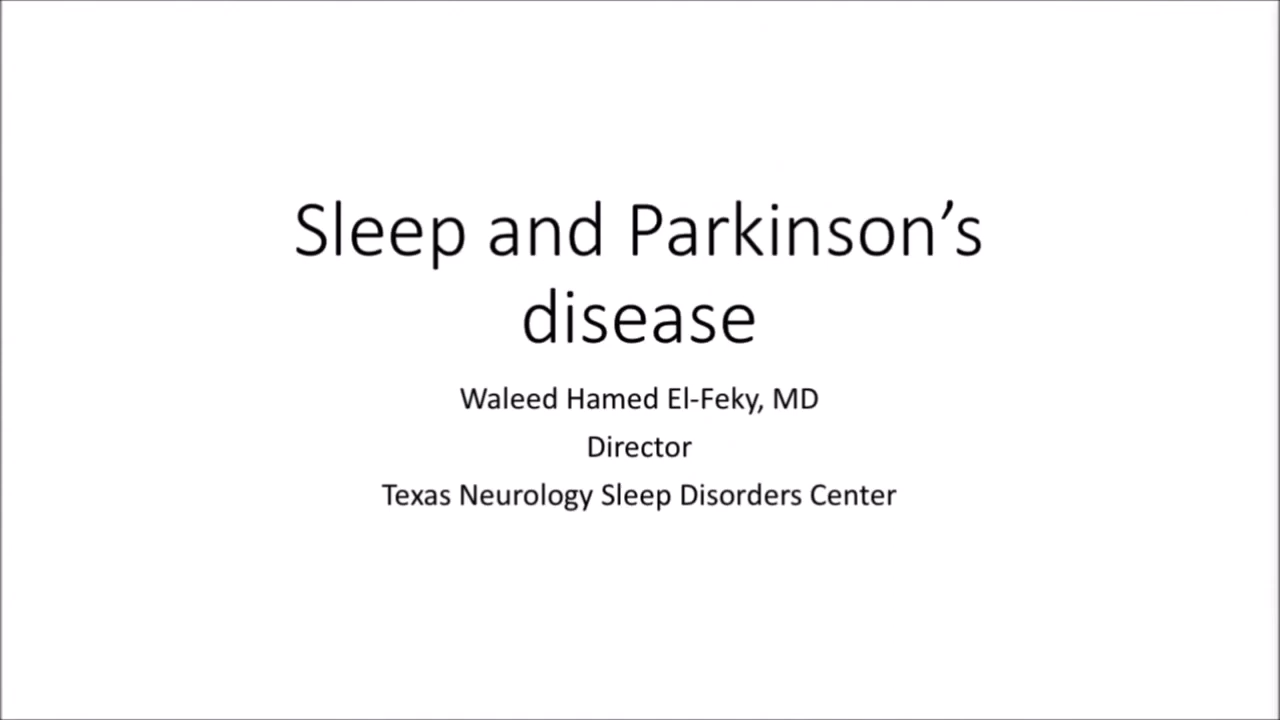 Sleep and Parkinson’s
disease
Waleed Hamed El-Feky, MD
Director
Texas Neurology Sleep Disorders Center